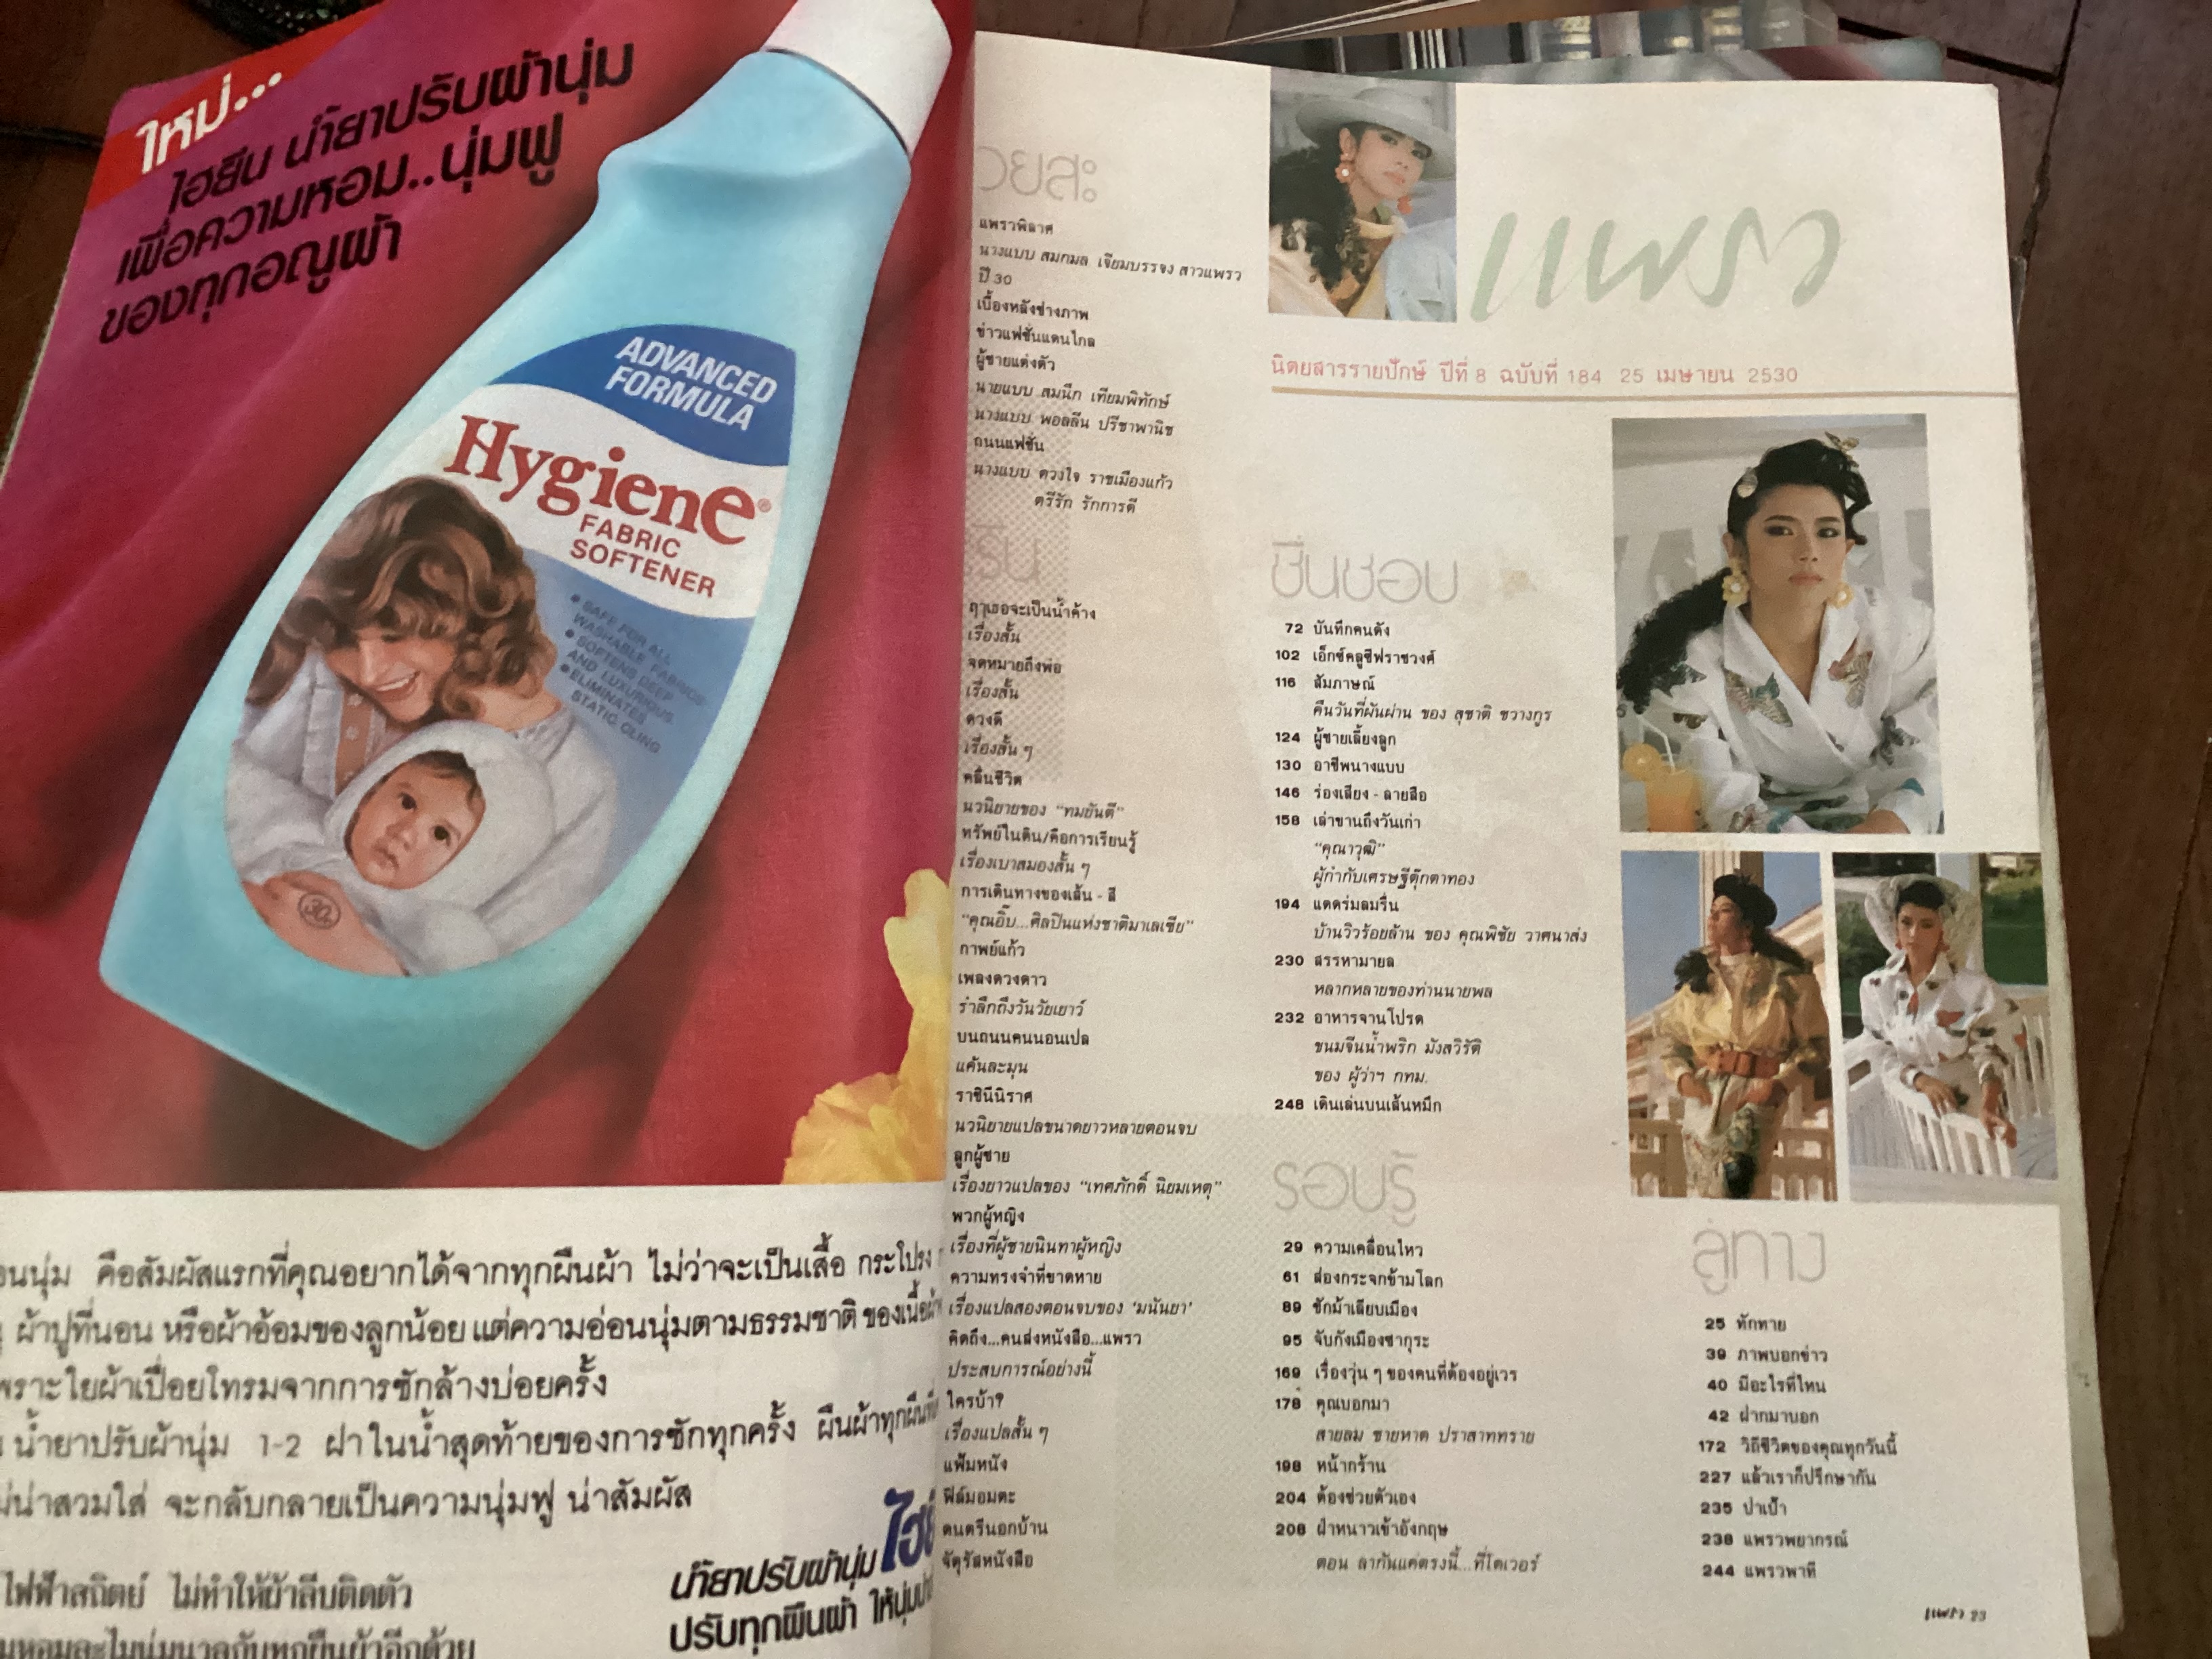 ใหม่...
ไฮยีน น้ำยาปรับผ้านุ่ม
เพื่อความหอม..นุ่มฟู
ของทุกอณูผ้า
ADVANCED
FORMULA
Hygiene®
FABRIC
SOFTENER
• SAFE FOR ALL
WASHABLE FABRICS
• SOFTENS DEEP
AND LUXURIOUS
• ELIMINATES
STATIC CLING
คือสัมผัสแรกที่คุณอยากได้จากทุกผืนผ้า ไม่ว่าจะเป็นเสื้อ กระโปรง
ผ้าปูที่นอน หรือผ้าอ้อมของลูกน้อย แต่ความอ่อนนุ่มตามธรรมชาติ
เพราะใยผ้าเปื่อยโทรมจากการซักล้างบ่อยครั้ง
น้ำยาปรับผ้านุ่ม 1-2 ฝาในน้ำสุดท้ายของการซักทุกครั้ง
น่าสวมใส่ จะกลับกลายเป็นความนุ่มฟู น่าสัมผัส
ไฟฟ้าสถิตย์ ไม่ทำให้ผ้าลีบติดตัว
น้ำยาปรับผ้านุ่ม
ปรับทุกผืนผ้า
วยสะ
แพรวพิลาศ
นางแบบ สมกมล เจียมบรรจง สาวแพรว
ปี 30
เบื้องหลังช่างภาพ
ข่าวแฟชั่นแดนไกล
ผู้ชายแต่งตัว
นายแบบ สมนึก เทียมพิทักษ์
นางแบบ พอลลีน ปรีชาพานิช
ถนนแฟชั่น
นางแบบ ดวงใจ ราชเมืองแก้ว
ตรีรัก รักการดี
รื่น
ฤาเธอจะเป็นน้ำค้าง
เรื่องสั้น
จดหมายถึงพ่อ
เรื่องสั้น
ดวงดี
เรื่องสั้น ๆ
คลื่นชีวิต
นวนิยายของ “ทมยันตี”
ทรัพย์ในดิน/คือการเรียนรู้
เรื่องเบาสมองสั้น ๆ
การเดินทางของเส้น - สี
“คุณอิ๊บ...ศิลปินแห่งชาติมาเลเซีย”
กาพย์แก้ว
เพลงดวงดาว
รำลึกถึงวันวัยเยาว์
บนถนนคนนอนเปล
แค้นละมุน
ราชินีนิราศ
นวนิยายแปลขนาดยาวหลายตอนจบ
ลูกผู้ชาย
เรื่องยาวแปลของ “เทศภักดิ์ นิยมเหตุ”
พวกผู้หญิง
เรื่องที่ผู้ชายนินทาผู้หญิง
ความทรงจำที่ขาดหาย
เรื่องแปลสองตอนจบของ ‘มนันยา’
คิดถึง...คนส่งหนังสือ...แพรว
ประสบการณ์อย่างนี้
ใครบ้า?
เรื่องแปลสั้น ๆ
แฟ้มหนัง
ฟิล์มอมตะ
ดนตรีนอกบ้าน
จัตุรัสหนังสือ
แพรว
นิตยสารรายปักษ์ ปีที่ 8 ฉบับที่ 184 25 เมษายน 2530
ชื่นชอบ
72 บันทึกคนดัง
102 เอ็กซ์คลูซีฟราชวงศ์
116 สัมภาษณ์
คืนวันที่ผันผ่าน ของ สุชาติ ชวางกูร
124 ผู้ชายเลี้ยงลูก
130 อาชีพนางแบบ
146 ร่องเสียง - ลายสือ
158 เล่าขานถึงวันเก่า
“คุณาวุฒิ”
ผู้กำกับเศรษฐีตุ๊กตาทอง
194 แดดร่มลมรื่น
บ้านวิวร้อยล้าน ของ คุณพิชัย วาศนาส่ง
230 สรรหามายล
หลากหลายของท่านนายพล
232 อาหารจานโปรด
ขนมจีนน้ำพริก มังสวิรัติ
ของ ผู้ว่าฯ กทม.
248 เดินเล่นบนเส้นหมึก
รอบรู้
29 ความเคลื่อนไหว
61 ส่องกระจกข้ามโลก
89 ชักม้าเลียบเมือง
95 จับกังเมืองซากุระ
169 เรื่องวุ่น ๆ ของคนที่ต้องอยู่เวร
178 คุณบอกมา
สายลม ชายหาด ปราสาททราย
198 หน้ากร้าน
204 ต้องช่วยตัวเอง
208 ฝ่าหนาวเข้าอังกฤษ
ตอน ลากันแค่ตรงนี้...ที่โดเวอร์
สู่ทาง
25 ทักทาย
39 ภาพบอกข่าว
40 มีอะไรที่ไหน
42 ฝากมาบอก
172 วิถีชีวิตของคุณทุกวันนี้
227 แล้วเราก็ปรึกษากัน
235 ปาเป้า
238 แพรวพยากรณ์
244 แพรวพาที
แพรว 23